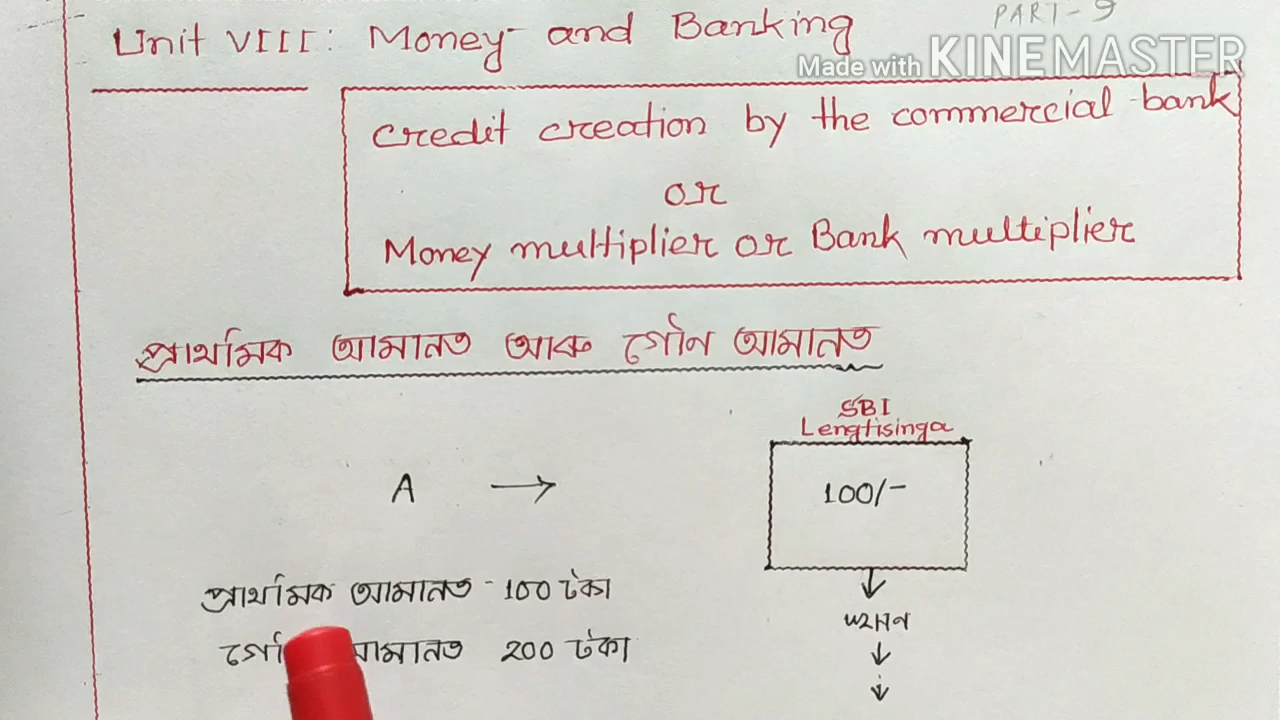 PART-9
Unit VIII: Money and Banking
Made with KINEMASTER
Credit creation by the commercial bank
or
Money multiplier or Bank multiplier
প্ৰাথমিক আমানত আৰু গৌন আমানত
SBI
Lengtisinga
A → 100/-
প্ৰাথমিক আমানত - 100 টকা
গৌ মানত 200 টকা